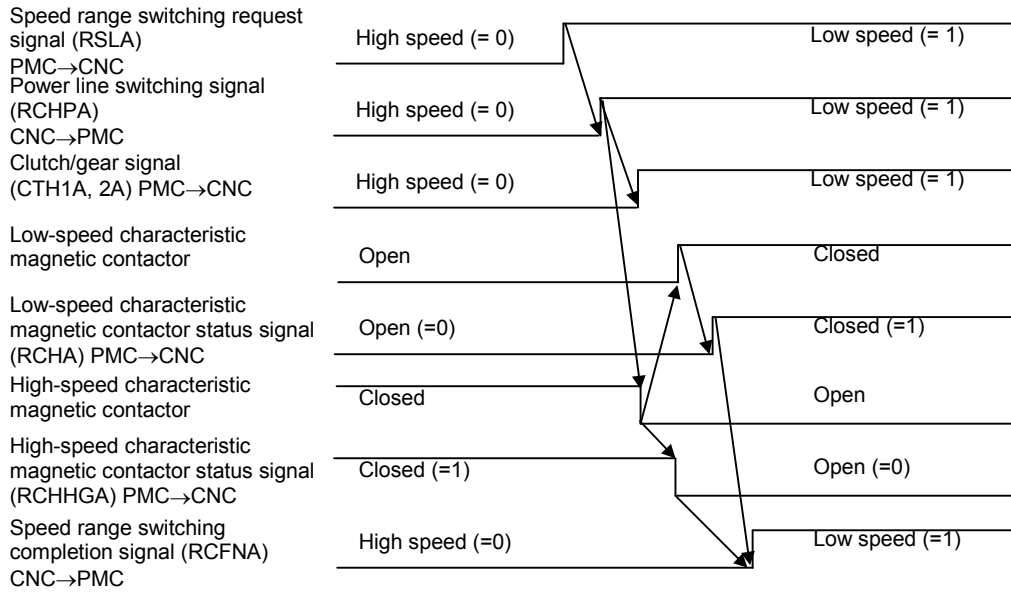 Speed range switching request
signal (RSLA)
PMC→CNC
High speed (= 0)
Low speed (= 1)
Power line switching signal
(RCHPA)
CNC→PMC
High speed (= 0)
Low speed (= 1)
Clutch/gear signal
(CTH1A, 2A) PMC→CNC
High speed (= 0)
Low speed (= 1)
Low-speed characteristic
magnetic contactor
Open
Closed
Low-speed characteristic
magnetic contactor status signal
(RCHA) PMC→CNC
Open (=0)
Closed (=1)
High-speed characteristic
magnetic contactor
Closed
Open
High-speed characteristic
magnetic contactor status signal
(RCHHGA) PMC→CNC
Closed (=1)
Open (=0)
Speed range switching
completion signal (RCFNA)
CNC→PMC
High speed (=0)
Low speed (=1)